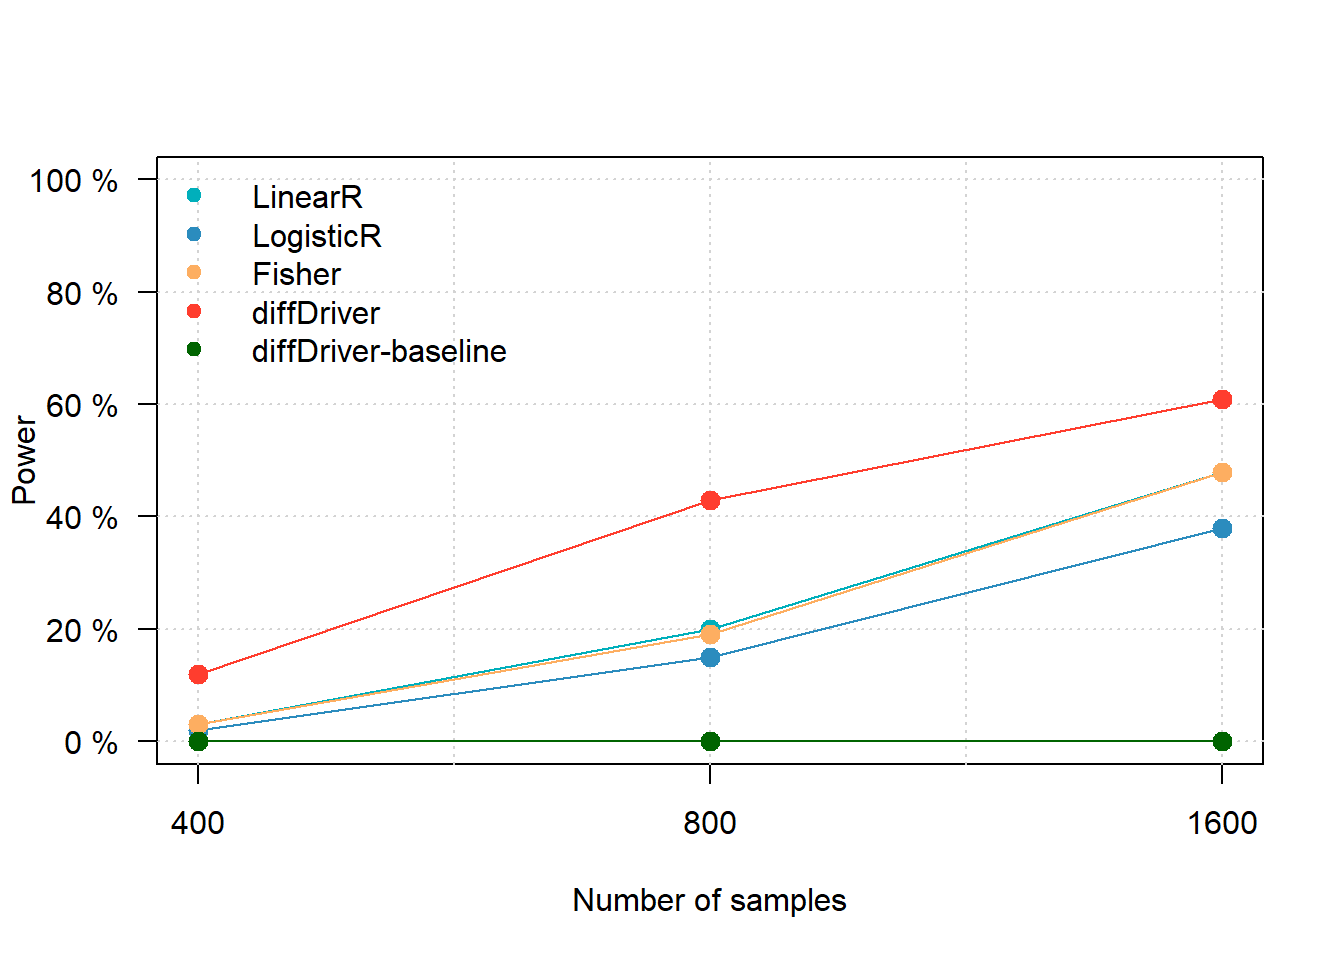 100 %
80 %
60 %
40 %
20 %
0 %
Power
LinearR
LogisticR
Fisher
diffDriver
diffDriver-baseline
400
800
1600
Number of samples